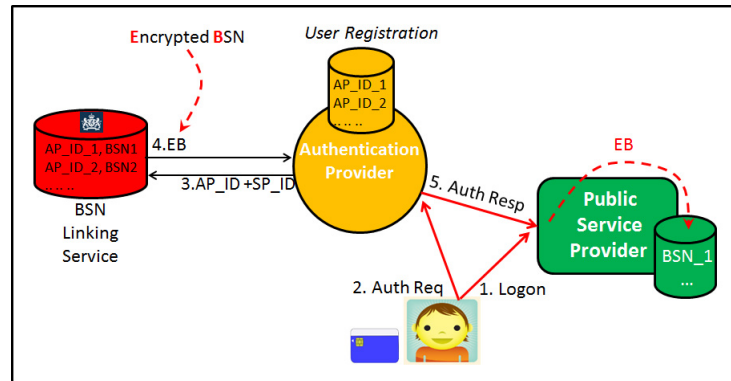 User Registration
Encrypted BSN
AP_ID_1
AP_ID_2
.. .. ..
AP_ID_1, BSN1
AP_ID_2, BSN2
.. .. ..
4.EB
3.AP_ID +SP_ID
Authentication
Provider
BSN
Linking
Service
5. Auth Resp
EB
Public
Service
Provider
BSN_1
...
2. Auth Req
1. Logon